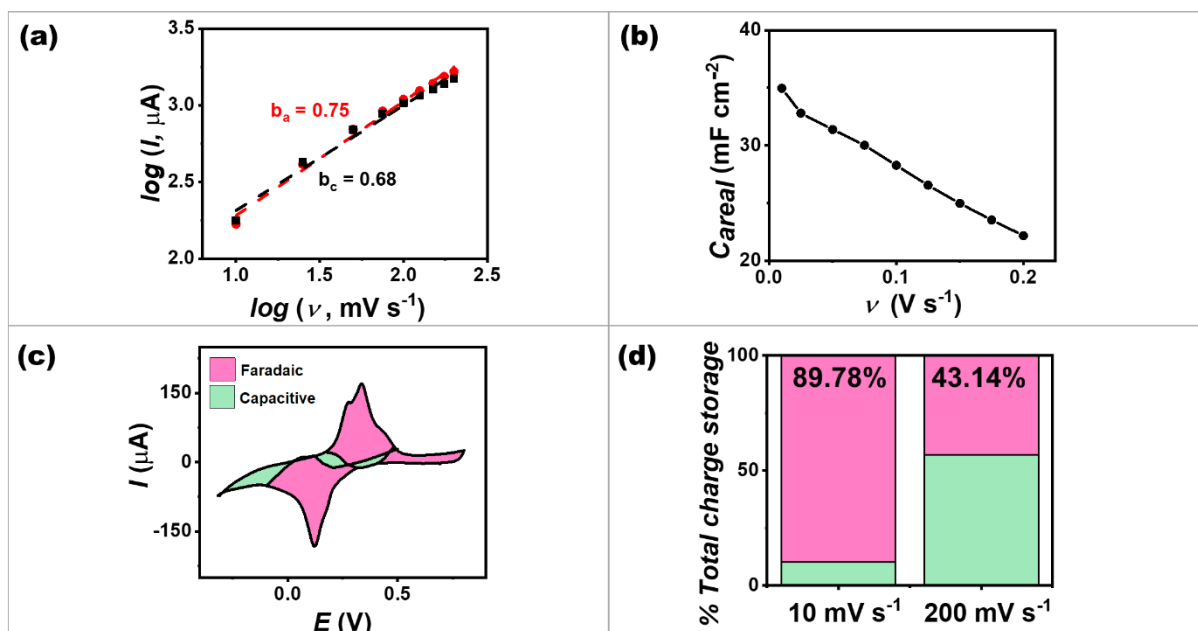 (a)
3.5
3.0
2.5
2.0
log (I, μA)
bₐ = 0.75
b꜀ = 0.68
1.0
1.5
2.0
2.5
log (ν , mV s⁻¹)
(b)
40
30
20
Cₐᵣₑₐₗ (mF cm⁻²)
0.0
0.1
0.2
ν (V s⁻¹)
(c)
Faradaic
Capacitive
150
0
-150
I (μA)
0.0
0.5
E (V)
(d)
100
50
0
% Total charge storage
89.78%
43.14%
10 mV s⁻¹
200 mV s⁻¹